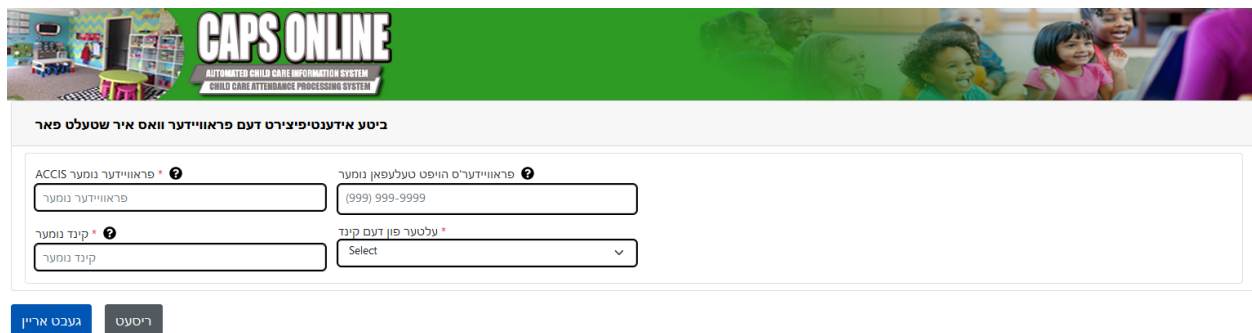 CAPS ONLINE
AUTOMATED CHILD CARE INFORMATION SYSTEM
CHILD CARE ATTENDANCE PROCESSING SYSTEM
ביטע אידענטיפיצירט דעם פראוויידער וואס איר שטעלט פאר
ACCIS פראוויידער נומער *
פראוויידער נומער
פראוויידער'ס הויפט טעלעפאן נומער
(999) 999-9999
קינד נומער *
קינד נומער
* עלטער פון דעם קינד
Select
געבט אריין
ריסעט